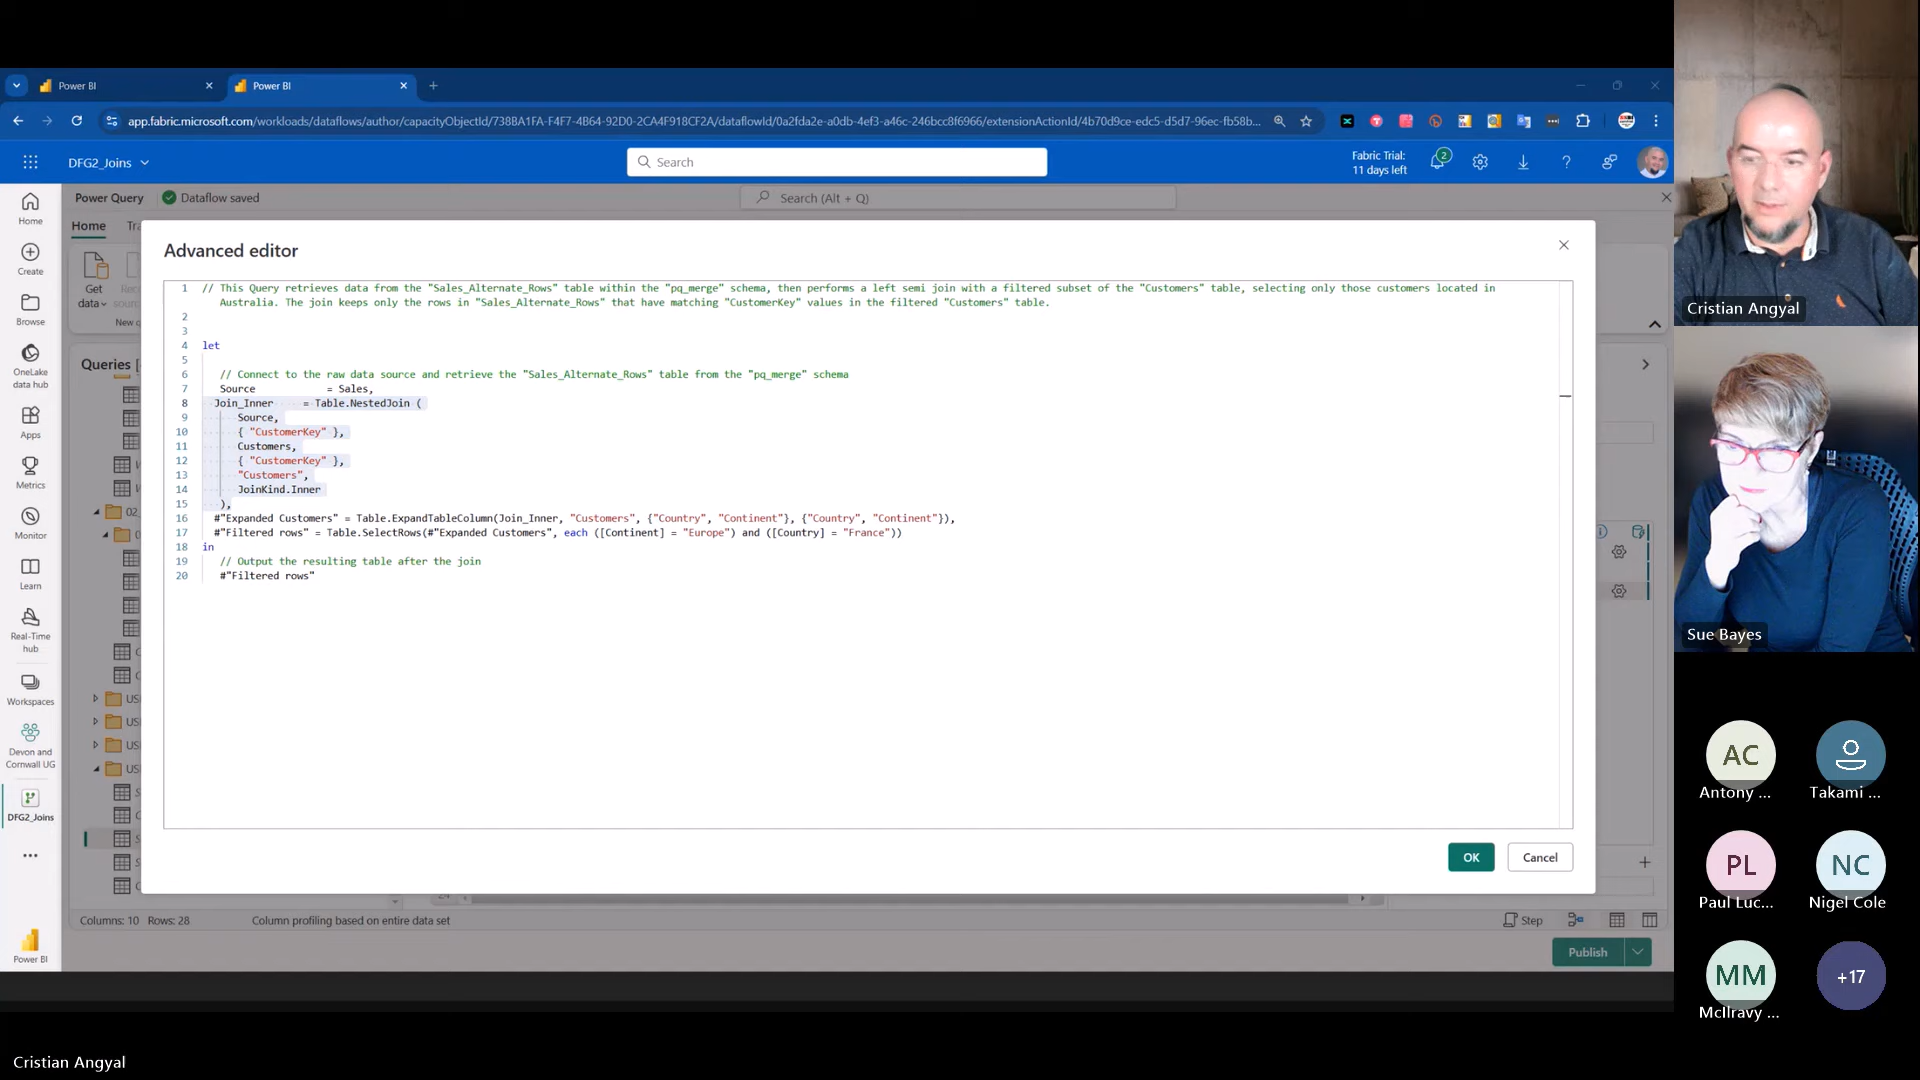 Power BI
Power BI
app.fabric.microsoft.com/workloads/dataflows/author/capacityObjectId/738BA1FA-F4F7-4B64-92D0-2CA4F918CF2A/dataflowId/0a2fda2e-a0db-4ef3-a46c-246bcc8f6966/extensionActionId/4b70d9ce-edc5-d5d7-96ec-fb58b...
DFG2_Joins
Search
Fabric Trial:
11 days left
2
Power Query
Dataflow saved
Search (Alt + Q)
Home
Tr
Get
data
New q
Queries [
02_
US
US
US
US
Home
Create
Browse
OneLake
data hub
Apps
Metrics
Monitor
Learn
Real-Time
hub
Workspaces
Devon and
Cornwall UG
DFG2_Joins
Power BI
Advanced editor
1 // This Query retrieves data from the "Sales_Alternate_Rows" table within the "pq_merge" schema, then performs a left semi join with a filtered subset of the "Customers" table, selecting only those customers located in
Australia. The join keeps only the rows in "Sales_Alternate_Rows" that have matching "CustomerKey" values in the filtered "Customers" table.
2
3
4 let
5
6 // Connect to the raw data source and retrieve the "Sales_Alternate_Rows" table from the "pq_merge" schema
7 Source = Sales,
8 Join_Inner = Table.NestedJoin (
9 Source,
10 { "CustomerKey" },
11 Customers,
12 { "CustomerKey" },
13 "Customers",
14 JoinKind.Inner
15 ),
16 #"Expanded Customers" = Table.ExpandTableColumn(Join_Inner, "Customers", {"Country", "Continent"}, {"Country", "Continent"}),
17 #"Filtered rows" = Table.SelectRows(#"Expanded Customers", each ([Continent] = "Europe") and ([Country] = "France"))
18 in
19 // Output the resulting table after the join
20 #"Filtered rows"
OK
Cancel
Columns: 10 Rows: 28
Column profiling based on entire data set
Step
Publish
Cristian Angyal
Sue Bayes
AC
Antony ...
Takami ...
PL
Paul Luc...
NC
Nigel Cole
MM
McIlravy ...
+17
Cristian Angyal